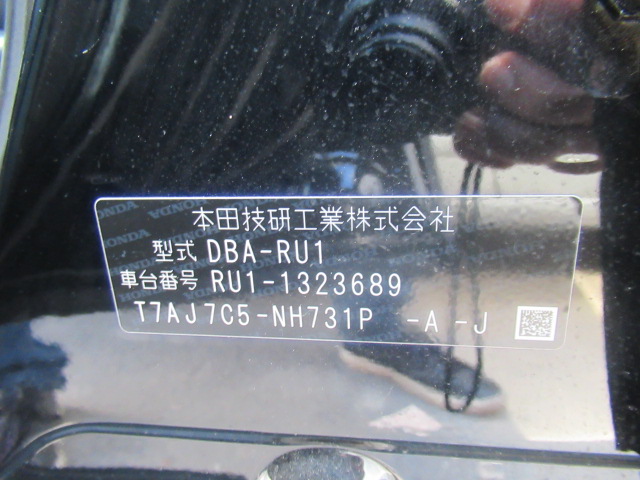 本田技研工業株式会社
型式 DBA-RU1
車台番号 RU1-1323689
T7AJ7C5-NH731P -A -J